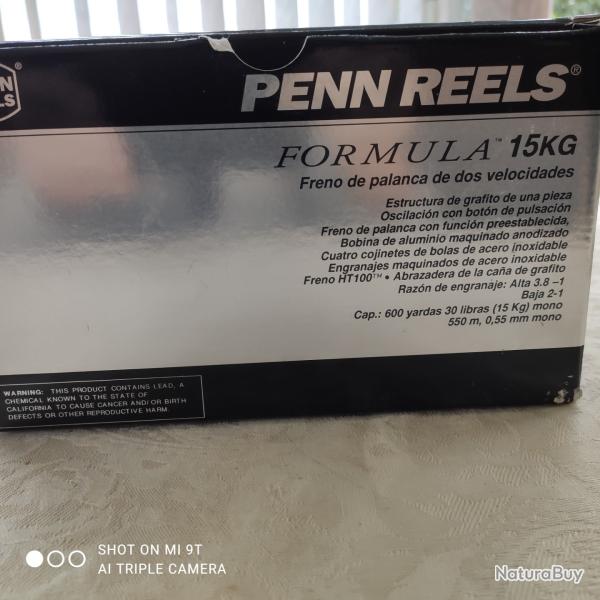 PENN REELS®
FORMULA™ 15KG
Freno de palanca de dos velocidades
Estructura de grafito de una pieza
Oscilación con botón de pulsación
Freno de palanca con función preestablecida,
Bobina de aluminio maquinado anodizado
Cuatro cojinetes de bolas de acero inoxidable
Engranajes maquinados de acero inoxidable
Freno HT100™ • Abrazadera de la caña de grafito
Razón de engranaje: Alta 3.8 –1
Baja 2-1
Cap.: 600 yardas 30 libras (15 Kg) mono
550 m, 0,55 mm mono
WARNING: THIS PRODUCT CONTAINS LEAD, A
CHEMICAL KNOWN TO THE STATE OF
CALIFORNIA TO CAUSE CANCER AND/OR BIRTH
DEFECTS OR OTHER REPRODUCTIVE HARM.
SHOT ON MI 9T
AI TRIPLE CAMERA
NaturaBuy